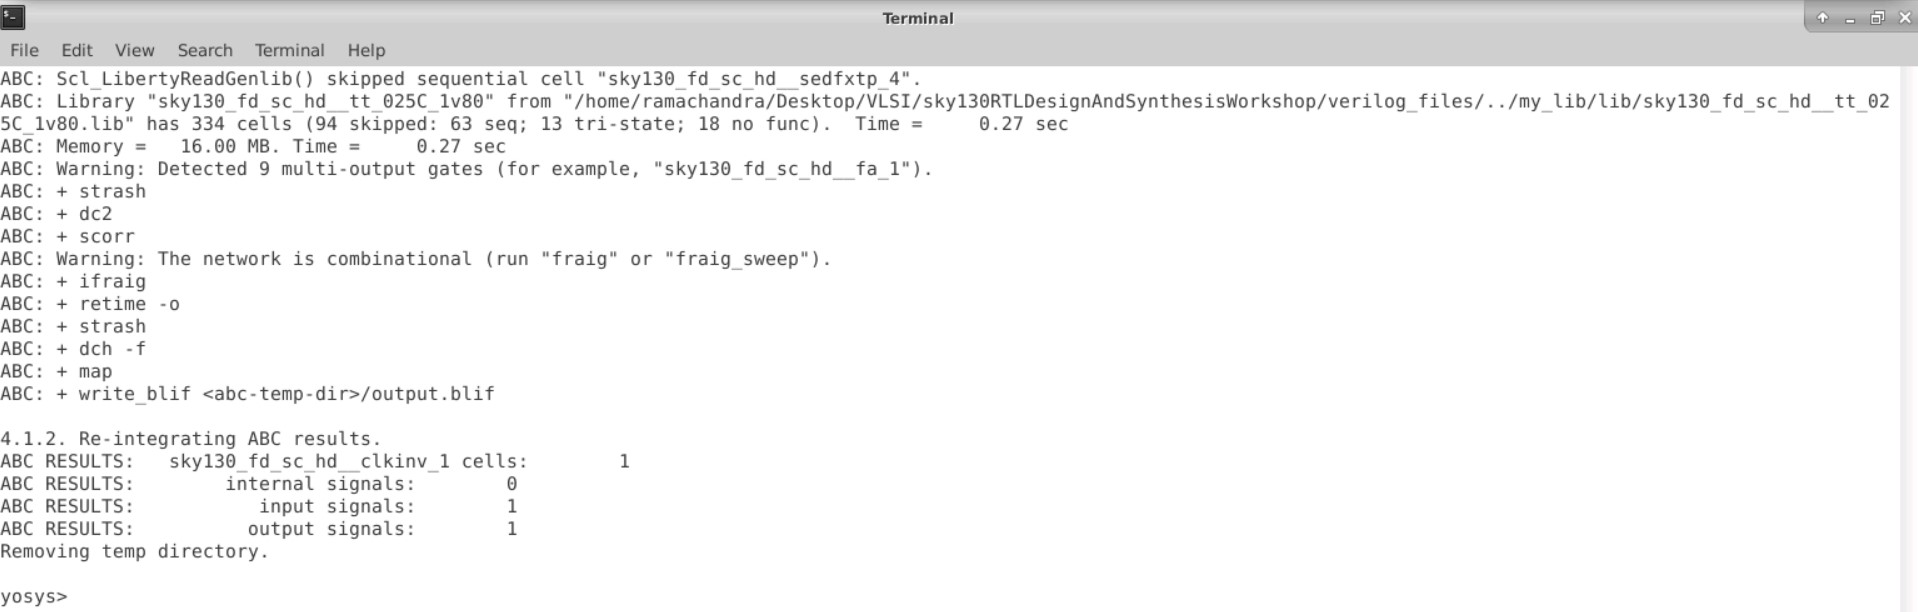 Terminal
File Edit View Search Terminal Help
ABC: Scl_LibertyReadGenlib() skipped sequential cell "sky130_fd_sc_hd__sedfxtp_4".
ABC: Library "sky130_fd_sc_hd__tt_025C_1v80" from "/home/ramachandra/Desktop/VLSI/sky130RTLDesignAndSynthesisWorkshop/verilog_files/../my_lib/lib/sky130_fd_sc_hd__tt_02
5C_1v80.lib" has 334 cells (94 skipped: 63 seq; 13 tri-state; 18 no func).  Time =     0.27 sec
ABC: Memory =   16.00 MB. Time =     0.27 sec
ABC: Warning: Detected 9 multi-output gates (for example, "sky130_fd_sc_hd__fa_1").
ABC: + strash
ABC: + dc2
ABC: + scorr
ABC: Warning: The network is combinational (run "fraig" or "fraig_sweep").
ABC: + ifraig
ABC: + retime -o
ABC: + strash
ABC: + dch -f
ABC: + map
ABC: + write_blif <abc-temp-dir>/output.blif
4.1.2. Re-integrating ABC results.
ABC RESULTS:   sky130_fd_sc_hd__clkinv_1 cells:        1
ABC RESULTS:        internal signals:        0
ABC RESULTS:           input signals:        1
ABC RESULTS:          output signals:        1
Removing temp directory.
yosys>